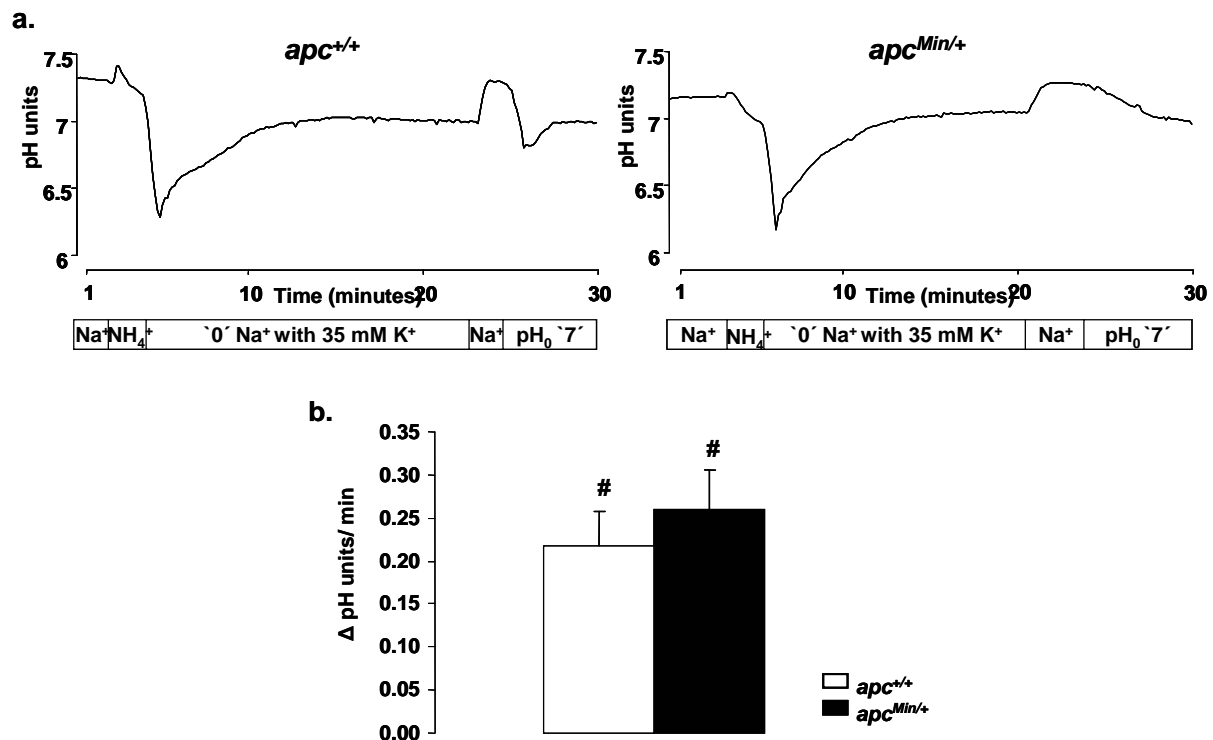 a.
apc+/+
7.5
7
6.5
6
pH units
1 10 20 30
Time (minutes)
Na+ NH4+ `0´ Na+ with 35 mM K+ Na+ pH0 `7´
apcMin/+
7.5
7
6.5
6
pH units
1 10 20 30
Time (minutes)
Na+ NH4+ `0´ Na+ with 35 mM K+ Na+ pH0 `7´
b.
0.35
0.30
0.25
0.20
0.15
0.10
0.05
0.00
Δ pH units/ min
# #
apc+/+
apcMin/+